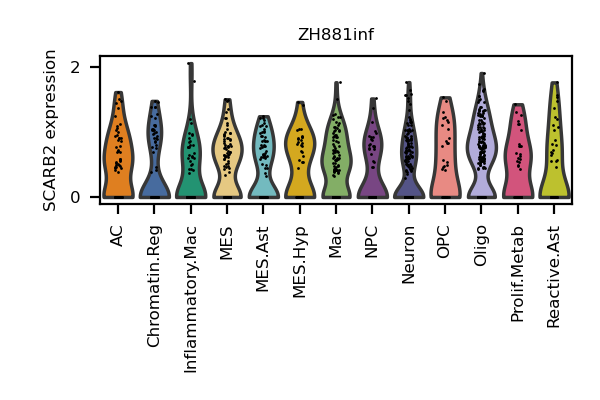 ZH881inf
SCARB2 expression
2
0
AC
Chromatin.Reg
Inflammatory.Mac
MES
MES.Ast
MES.Hyp
Mac
NPC
Neuron
OPC
Oligo
Prolif.Metab
Reactive.Ast